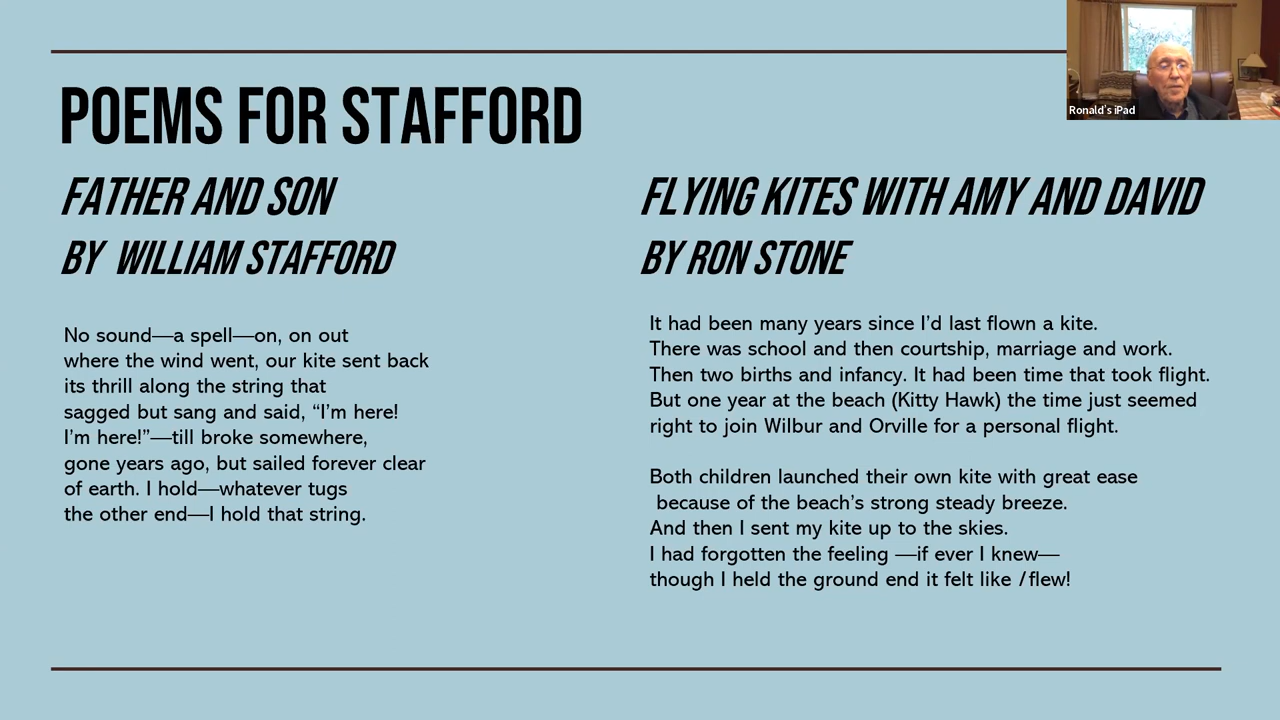 POEMS FOR STAFFORD
FATHER AND SON
BY WILLIAM STAFFORD
No sound—a spell—on, on out
where the wind went, our kite sent back
its thrill along the string that
sagged but sang and said, “I’m here!
I’m here!”—till broke somewhere,
gone years ago, but sailed forever clear
of earth. I hold—whatever tugs
the other end—I hold that string.
FLYING KITES WITH AMY AND DAVID
BY RON STONE
It had been many years since I’d last flown a kite.
There was school and then courtship, marriage and work.
Then two births and infancy. It had been time that took flight.
But one year at the beach (Kitty Hawk) the time just seemed
right to join Wilbur and Orville for a personal flight.
Both children launched their own kite with great ease
because of the beach’s strong steady breeze.
And then I sent my kite up to the skies.
I had forgotten the feeling —if ever I knew—
though I held the ground end it felt like I flew!
Ronald’s iPad